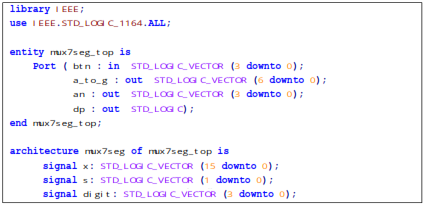 library IEEE;
use IEEE.STD_LOGIC_1164.ALL;
entity mux7seg_top is
Port ( btn : in STD_LOGIC_VECTOR (3 downto 0);
a_to_g : out STD_LOGIC_VECTOR (6 downto 0);
an : out STD_LOGIC_VECTOR (3 downto 0);
dp : out STD_LOGIC);
end mux7seg_top;
architecture mux7seg of mux7seg_top is
signal x: STD_LOGIC_VECTOR (15 downto 0);
signal s: STD_LOGIC_VECTOR (1 downto 0);
signal digit: STD_LOGIC_VECTOR (3 downto 0);